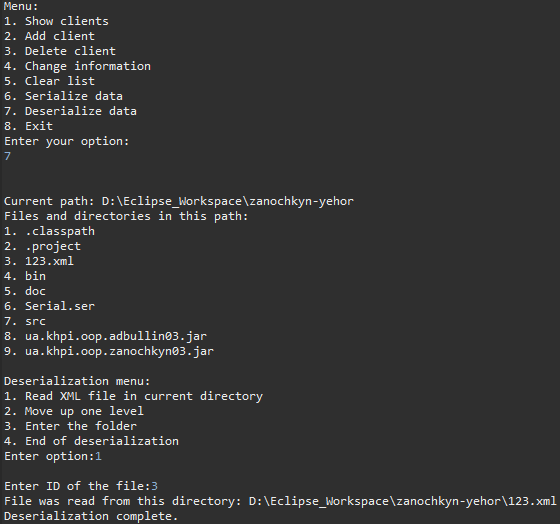 Menu:
1. Show clients
2. Add client
3. Delete client
4. Change information
5. Clear list
6. Serialize data
7. Deserialize data
8. Exit
Enter your option:
7
Current path: D:\Eclipse_Workspace\zanochkyn-yehor
Files and directories in this path:
1. .classpath
2. .project
3. 123.xml
4. bin
5. doc
6. Serial.ser
7. src
8. ua.khpi.oop.adbullin03.jar
9. ua.khpi.oop.zanochkyn03.jar
Deserialization menu:
1. Read XML file in current directory
2. Move up one level
3. Enter the folder
4. End of deserialization
Enter option:1
Enter ID of the file:3
File was read from this directory: D:\Eclipse_Workspace\zanochkyn-yehor\123.xml
Deserialization complete.